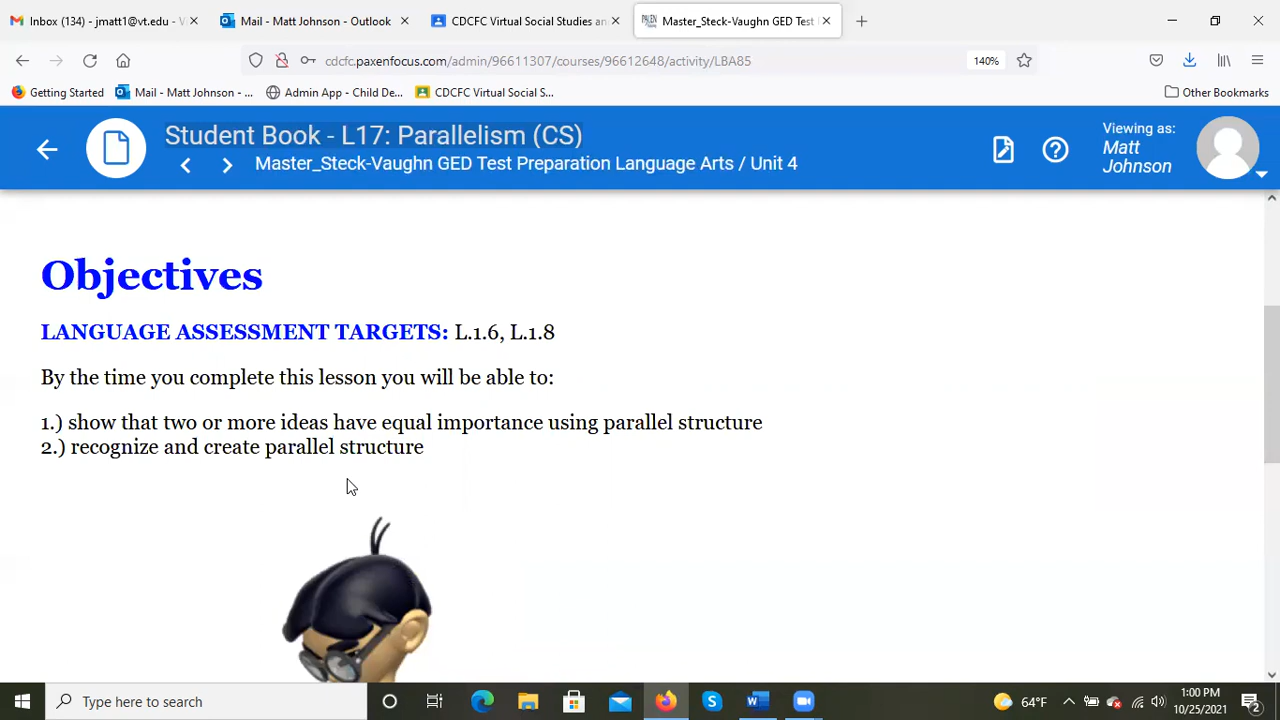 Inbox (134) - jmatt1@vt.edu - V
Mail - Matt Johnson - Outlook
CDCFC Virtual Social Studies an
PAXEN
Master_Steck-Vaughn GED Test
cdcfc.paxenfocus.com/admin/96611307/courses/96612648/activity/LBA85
140%
Getting Started
Mail - Matt Johnson - ...
Admin App - Child De...
CDCFC Virtual Social S...
Other Bookmarks
Student Book - L17: Parallelism (CS)
Master_Steck-Vaughn GED Test Preparation Language Arts / Unit 4
Viewing as:
Matt
Johnson
Objectives
LANGUAGE ASSESSMENT TARGETS: L.1.6, L.1.8
By the time you complete this lesson you will be able to:
1.) show that two or more ideas have equal importance using parallel structure
2.) recognize and create parallel structure
Type here to search
64°F
1:00 PM
10/25/2021
2